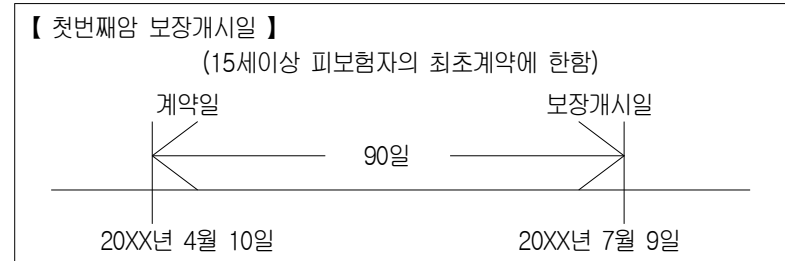 【 첫번째암 보장개시일 】
(15세이상 피보험자의 최초계약에 한함)
계약일 보장개시일
90일
20XX년 4월 10일 20XX년 7월 9일